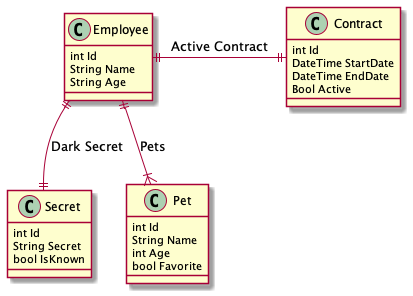 C Employee
int Id
String Name
String Age
Active Contract
C Contract
int Id
DateTime StartDate
DateTime EndDate
Bool Active
Dark Secret
Pets
C Secret
int Id
String Secret
bool IsKnown
C Pet
int Id
String Name
int Age
bool Favorite